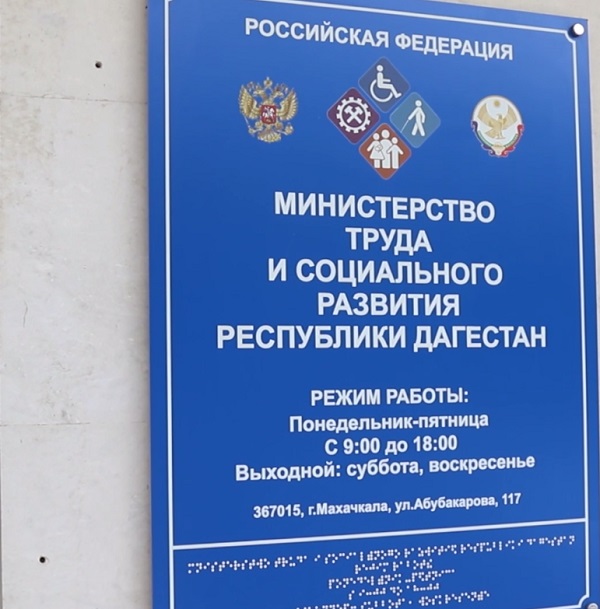 РОССИЙСКАЯ ФЕДЕРАЦИЯ
МИНИСТЕРСТВО
ТРУДА
И СОЦИАЛЬНОГО
РАЗВИТИЯ
РЕСПУБЛИКИ ДАГЕСТАН
РЕЖИМ РАБОТЫ:
Понедельник-пятница
С 9:00 до 18:00
Выходной: суббота, воскресенье
367015, г.Махачкала, ул.Абубакарова, 117